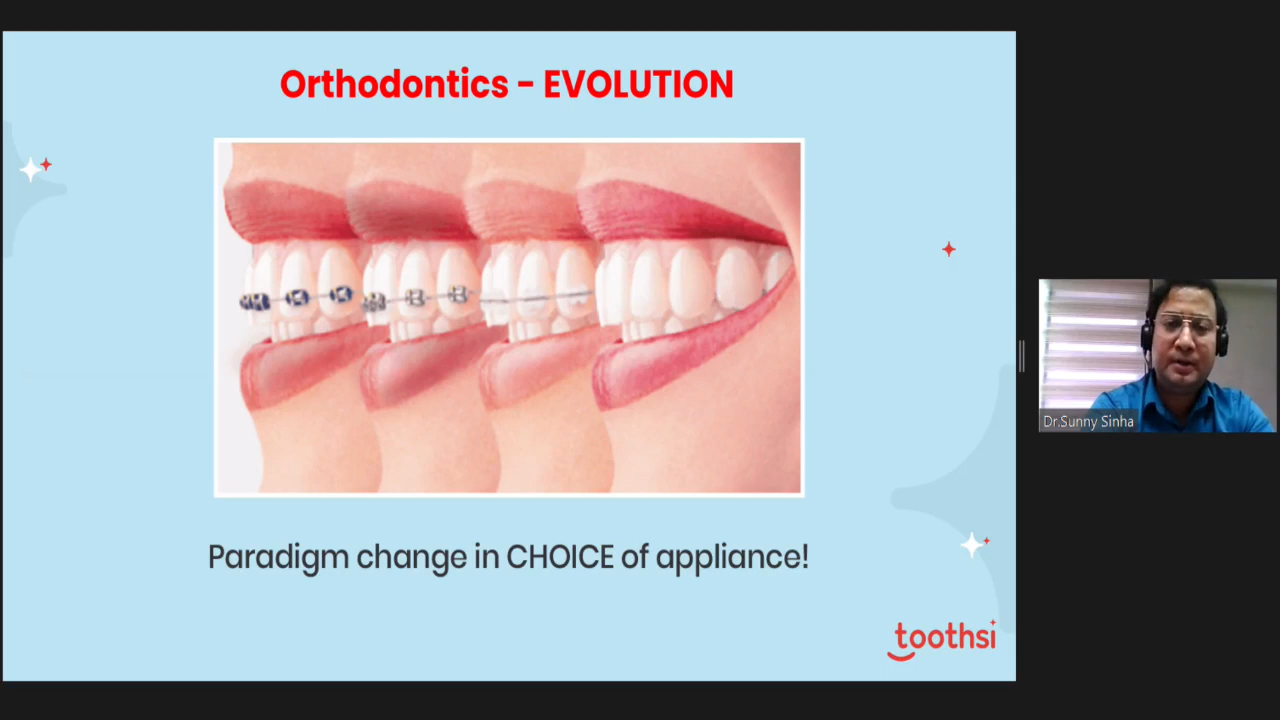 Orthodontics - EVOLUTION
Paradigm change in CHOICE of appliance!
toothsi
Dr.Sunny Sinha